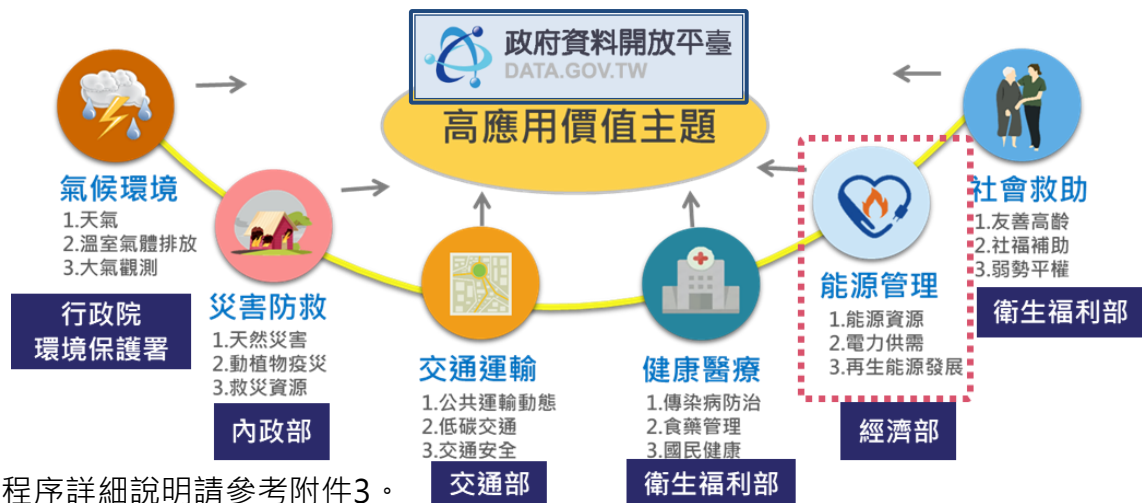 政府資料開放平臺
DATA.GOV.TW
高應用價值主題
氣候環境
1.天氣
2.溫室氣體排放
3.大氣觀測
行政院
環境保護署
災害防救
1.天然災害
2.動植物疫災
3.救災資源
內政部
交通運輸
1.公共運輸動態
2.低碳交通
3.交通安全
交通部
健康醫療
1.傳染病防治
2.食藥管理
3.國民健康
衛生福利部
能源管理
1.能源資源
2.電力供需
3.再生能源發展
經濟部
社會救助
1.友善高齡
2.社福補助
3.弱勢平權
衛生福利部
程序詳細說明請參考附件3。